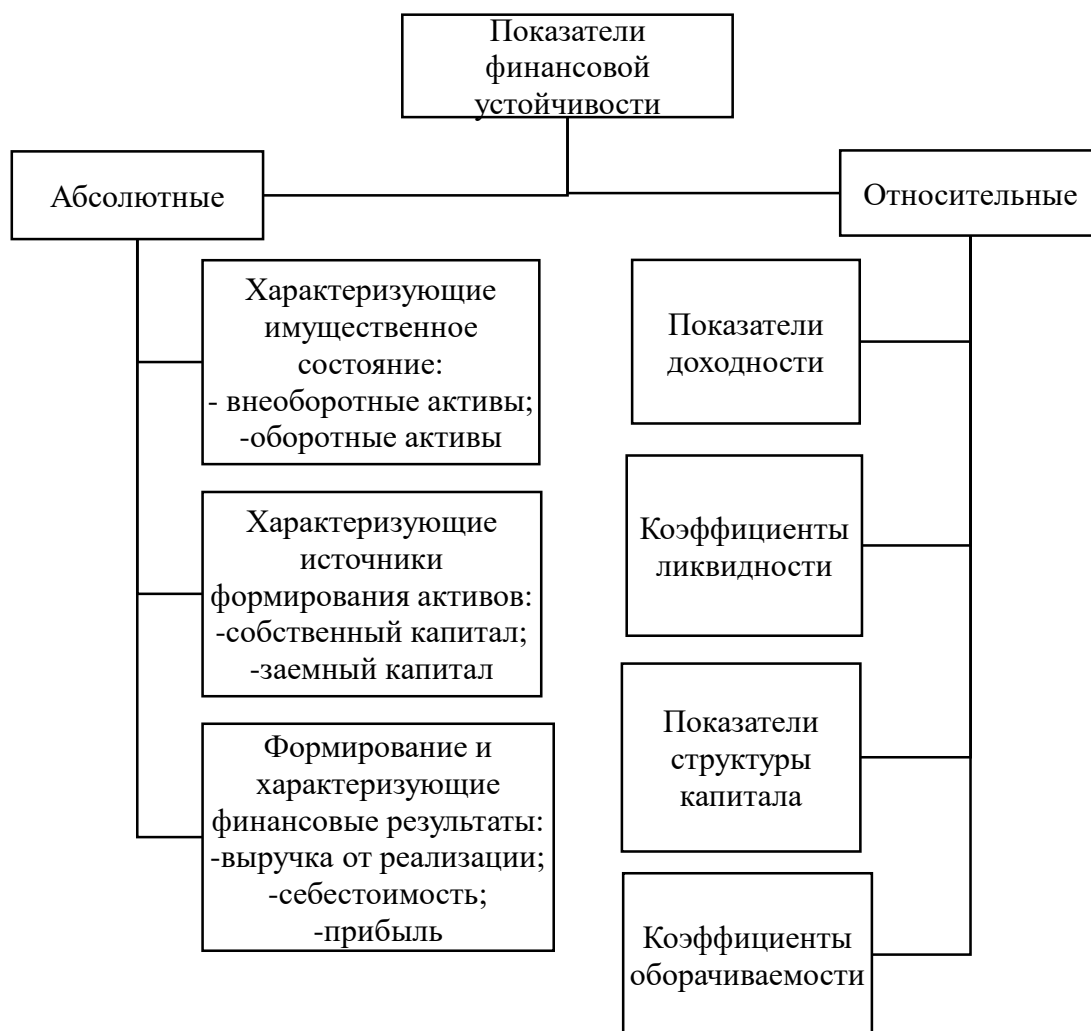 Показатели
финансовой
устойчивости
Абсолютные
Относительные
Характеризующие
имущественное
состояние:
- внеоборотные активы;
-оборотные активы
Характеризующие
источники
формирования активов:
-собственный капитал;
-заемный капитал
Формирование и
характеризующие
финансовые результаты:
-выручка от реализации;
-себестоимость;
-прибыль
Показатели
доходности
Коэффициенты
ликвидности
Показатели
структуры
капитала
Коэффициенты
оборачиваемости